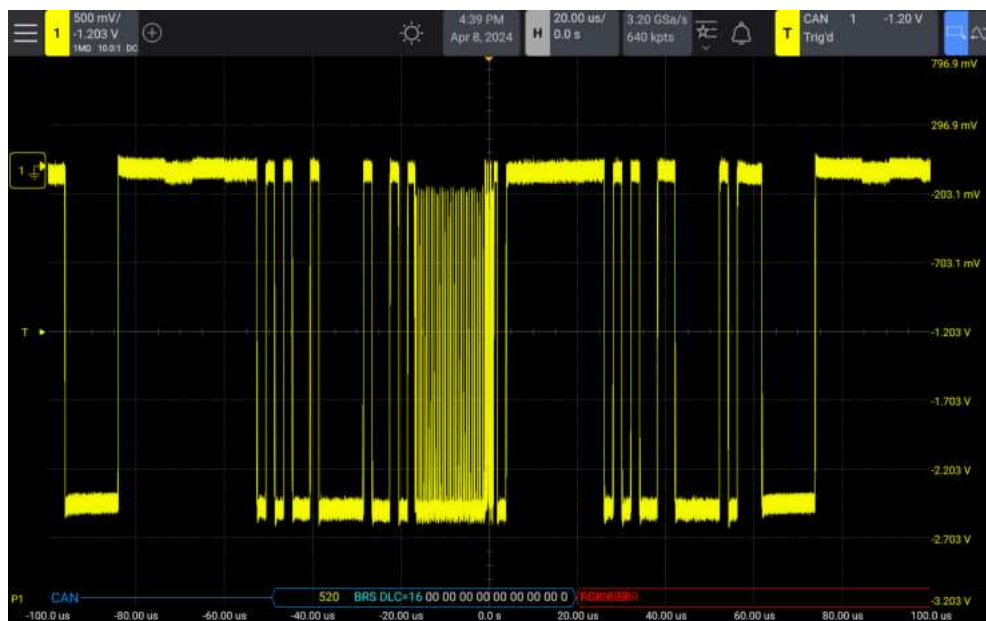 500 mV/
1
-1.203 V
1MΩ 10.0:1 DC
4:39 PM
Apr 8, 2024
H
20.00 us/
0.0 s
3.20 GSa/s
640 kpts
T
CAN 1 -1.20 V
Trig'd
796.9 mV
296.9 mV
1
-203.1 mV
-703.1 mV
T
-1.203 V
-1.703 V
-2.203 V
-2.703 V
P1 CAN 520 BRS DLC=16 00 00 00 00 00 00 00 00 0
-3.203 V
-100.0 us -80.00 us -60.00 us -40.00 us -20.00 us 0.0 s 20.00 us 40.00 us 60.00 us 80.00 us 100.0 us